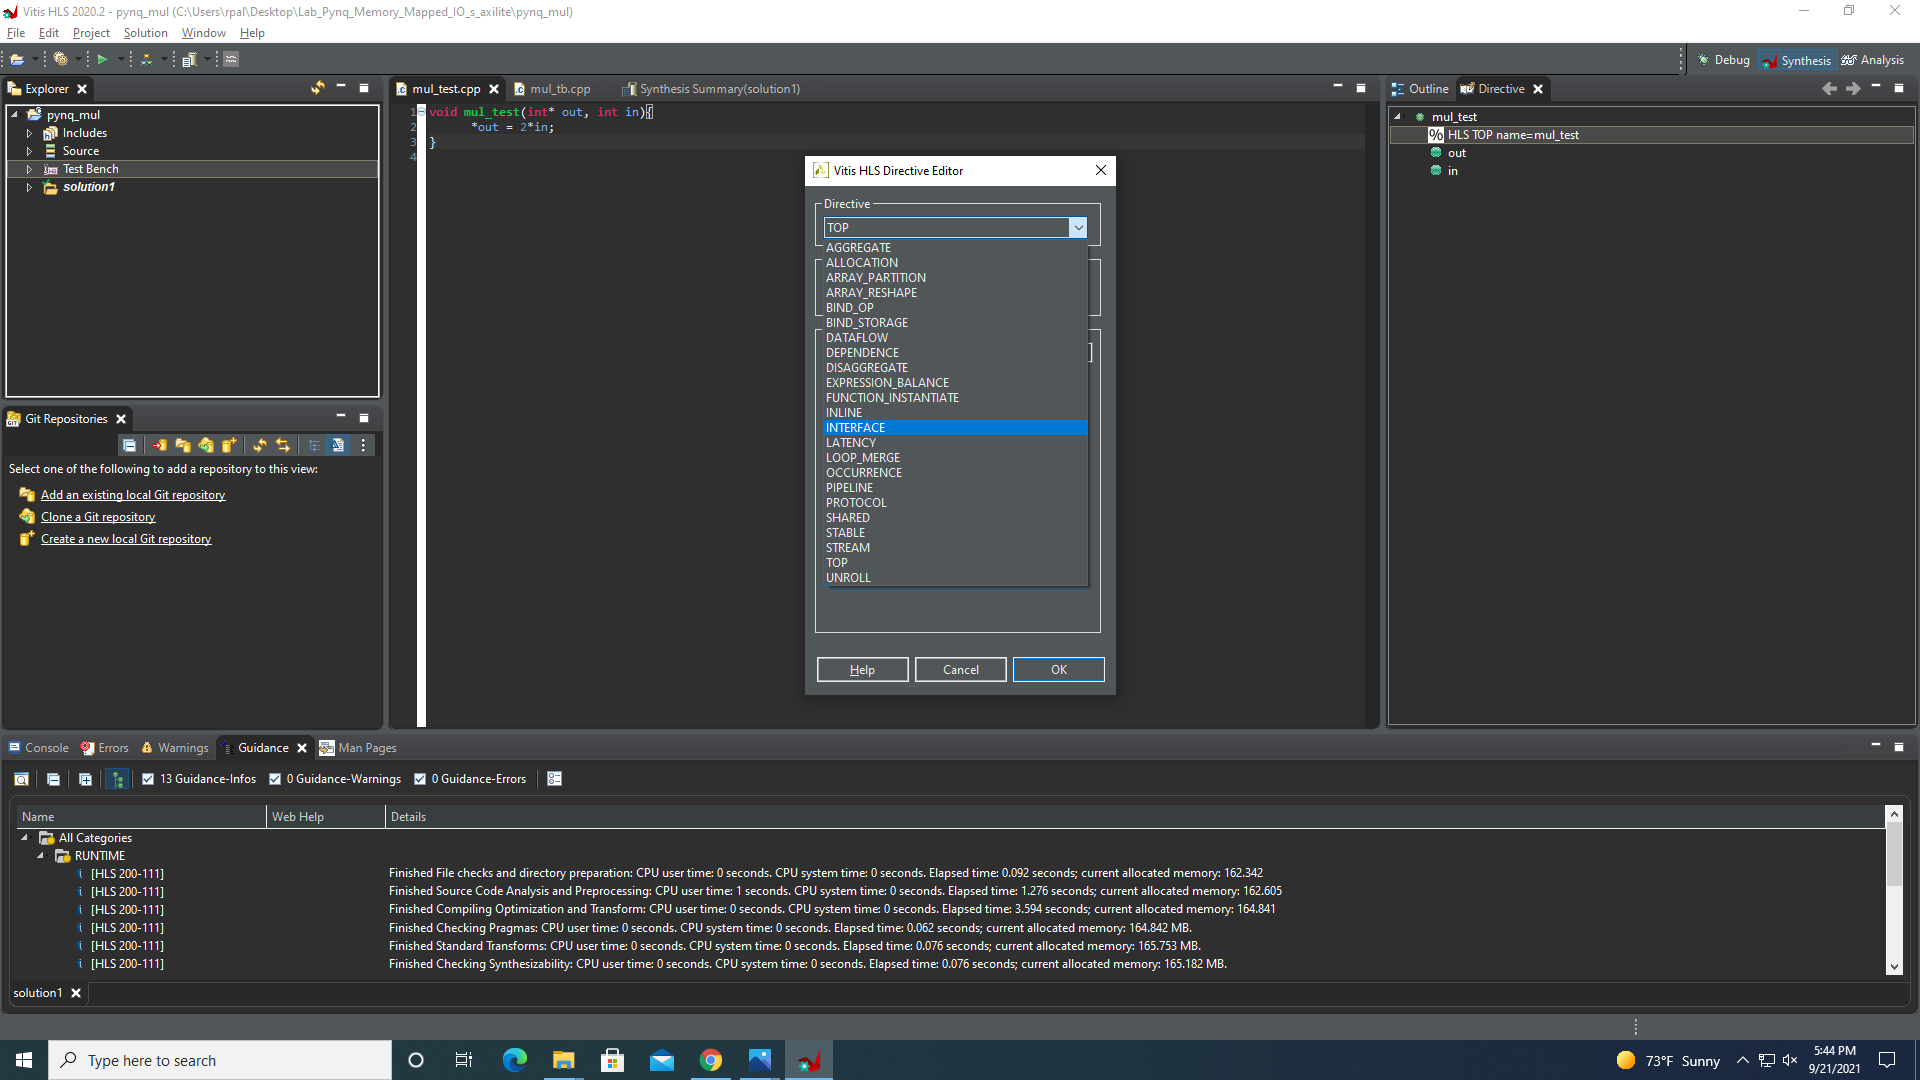 Vitis HLS 2020.2 - pynq_mul (C:\Users\rpal\Desktop\Lab_Pynq_Memory_Mapped_IO_s_axilite\pynq_mul)
File Edit Project Solution Window Help
Debug Synthesis Analysis
Explorer
pynq_mul
Includes
Source
Test Bench
solution1
Git Repositories
Select one of the following to add a repository to this view:
Add an existing local Git repository
Clone a Git repository
Create a new local Git repository
mul_test.cpp mul_tb.cpp Synthesis Summary(solution1)
1 void mul_test(int* out, int in){
2 *out = 2*in;
3 }
4
Vitis HLS Directive Editor
Directive
TOP
AGGREGATE
ALLOCATION
ARRAY_PARTITION
ARRAY_RESHAPE
BIND_OP
BIND_STORAGE
DATAFLOW
DEPENDENCE
DISAGGREGATE
EXPRESSION_BALANCE
FUNCTION_INSTANTIATE
INLINE
INTERFACE
LATENCY
LOOP_MERGE
OCCURRENCE
PIPELINE
PROTOCOL
SHARED
STABLE
STREAM
TOP
UNROLL
Help Cancel OK
Outline Directive
mul_test
% HLS TOP name=mul_test
out
in
Console Errors Warnings Guidance Man Pages
13 Guidance-Infos 0 Guidance-Warnings 0 Guidance-Errors
Name Web Help Details
All Categories
RUNTIME
[HLS 200-111] Finished File checks and directory preparation: CPU user time: 0 seconds. CPU system time: 0 seconds. Elapsed time: 0.092 seconds; current allocated memory: 162.342
[HLS 200-111] Finished Source Code Analysis and Preprocessing: CPU user time: 1 seconds. CPU system time: 0 seconds. Elapsed time: 1.276 seconds; current allocated memory: 162.605
[HLS 200-111] Finished Compiling Optimization and Transform: CPU user time: 0 seconds. CPU system time: 0 seconds. Elapsed time: 3.594 seconds; current allocated memory: 164.841
[HLS 200-111] Finished Checking Pragmas: CPU user time: 0 seconds. CPU system time: 0 seconds. Elapsed time: 0.062 seconds; current allocated memory: 164.842 MB.
[HLS 200-111] Finished Standard Transforms: CPU user time: 0 seconds. CPU system time: 0 seconds. Elapsed time: 0.076 seconds; current allocated memory: 165.753 MB.
[HLS 200-111] Finished Checking Synthesizability: CPU user time: 0 seconds. CPU system time: 0 seconds. Elapsed time: 0.076 seconds; current allocated memory: 165.182 MB.
solution1
Type here to search
73°F Sunny
5:44 PM
9/21/2021